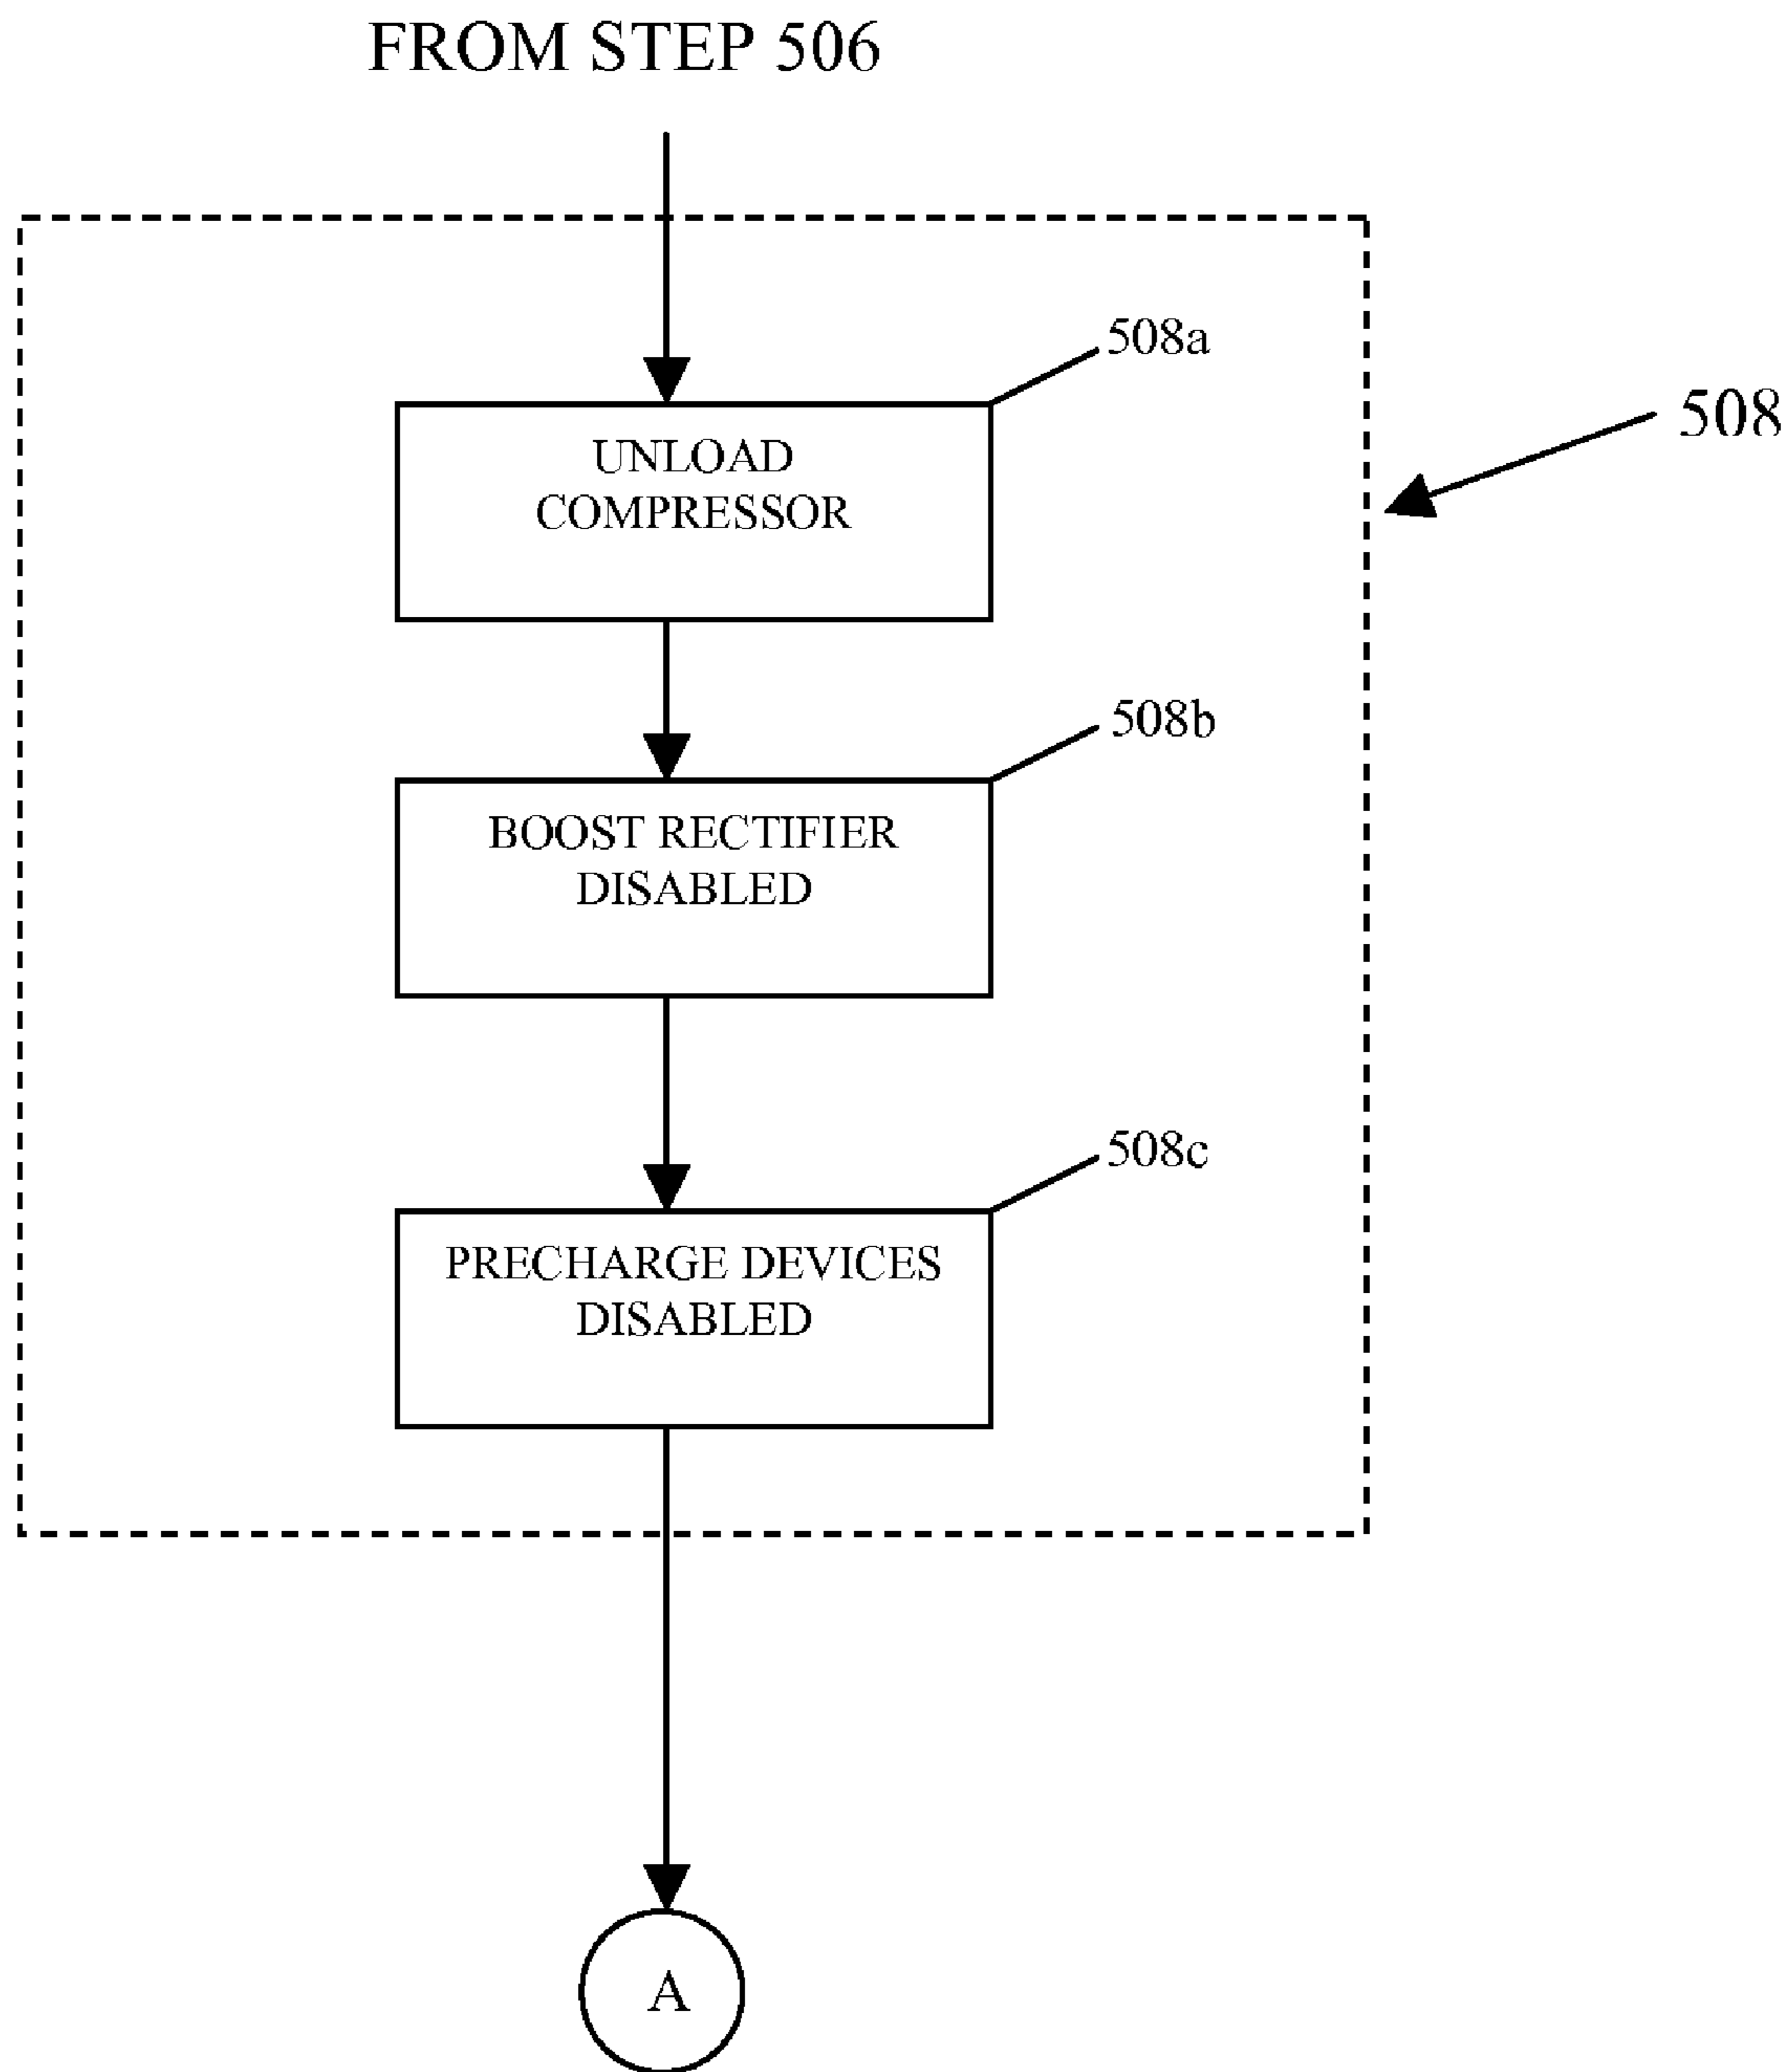 FROM STEP 506
508a
508
UNLOAD
COMPRESSOR
508b
BOOST RECTIFIER
DISABLED
508c
PRECHARGE DEVICES
DISABLED
A